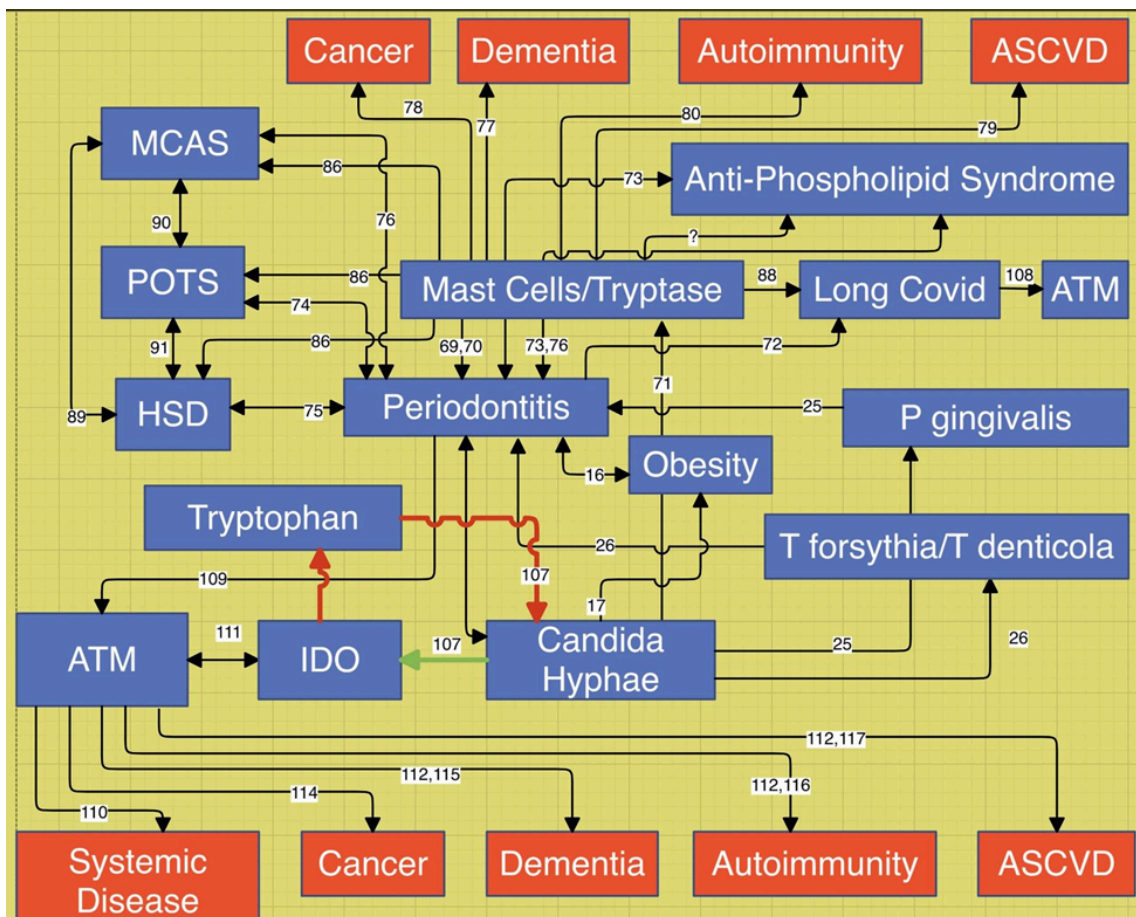 Cancer
Dementia
Autoimmunity
ASCVD
78
77
80
79
MCAS
86
73
Anti-Phospholipid Syndrome
76
90
?
POTS
86
Mast Cells/Tryptase
88
Long Covid
108
ATM
74
91
86
69,70
73,76
72
71
89
HSD
75
Periodontitis
25
P gingivalis
16
Obesity
Tryptophan
26
T forsythia/T denticola
109
107
17
ATM
111
IDO
107
Candida
Hyphae
25
26
112,117
112,115
112,116
114
110
Systemic
Disease
Cancer
Dementia
Autoimmunity
ASCVD